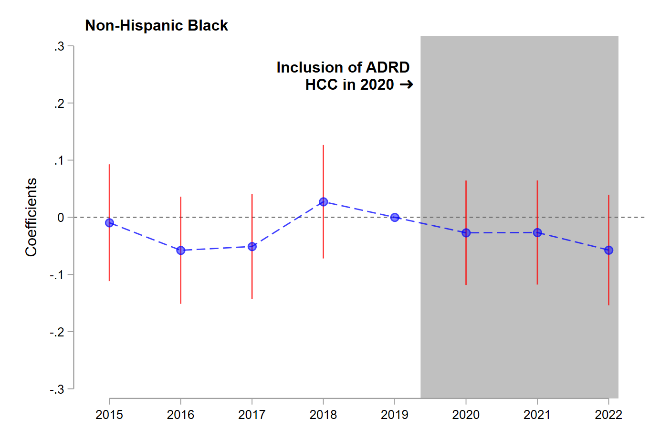 Non-Hispanic Black
.3
Inclusion of ADRD
HCC in 2020 →
.2
.1
0
-.1
-.2
-.3
Coefficients
2015 2016 2017 2018 2019 2020 2021 2022